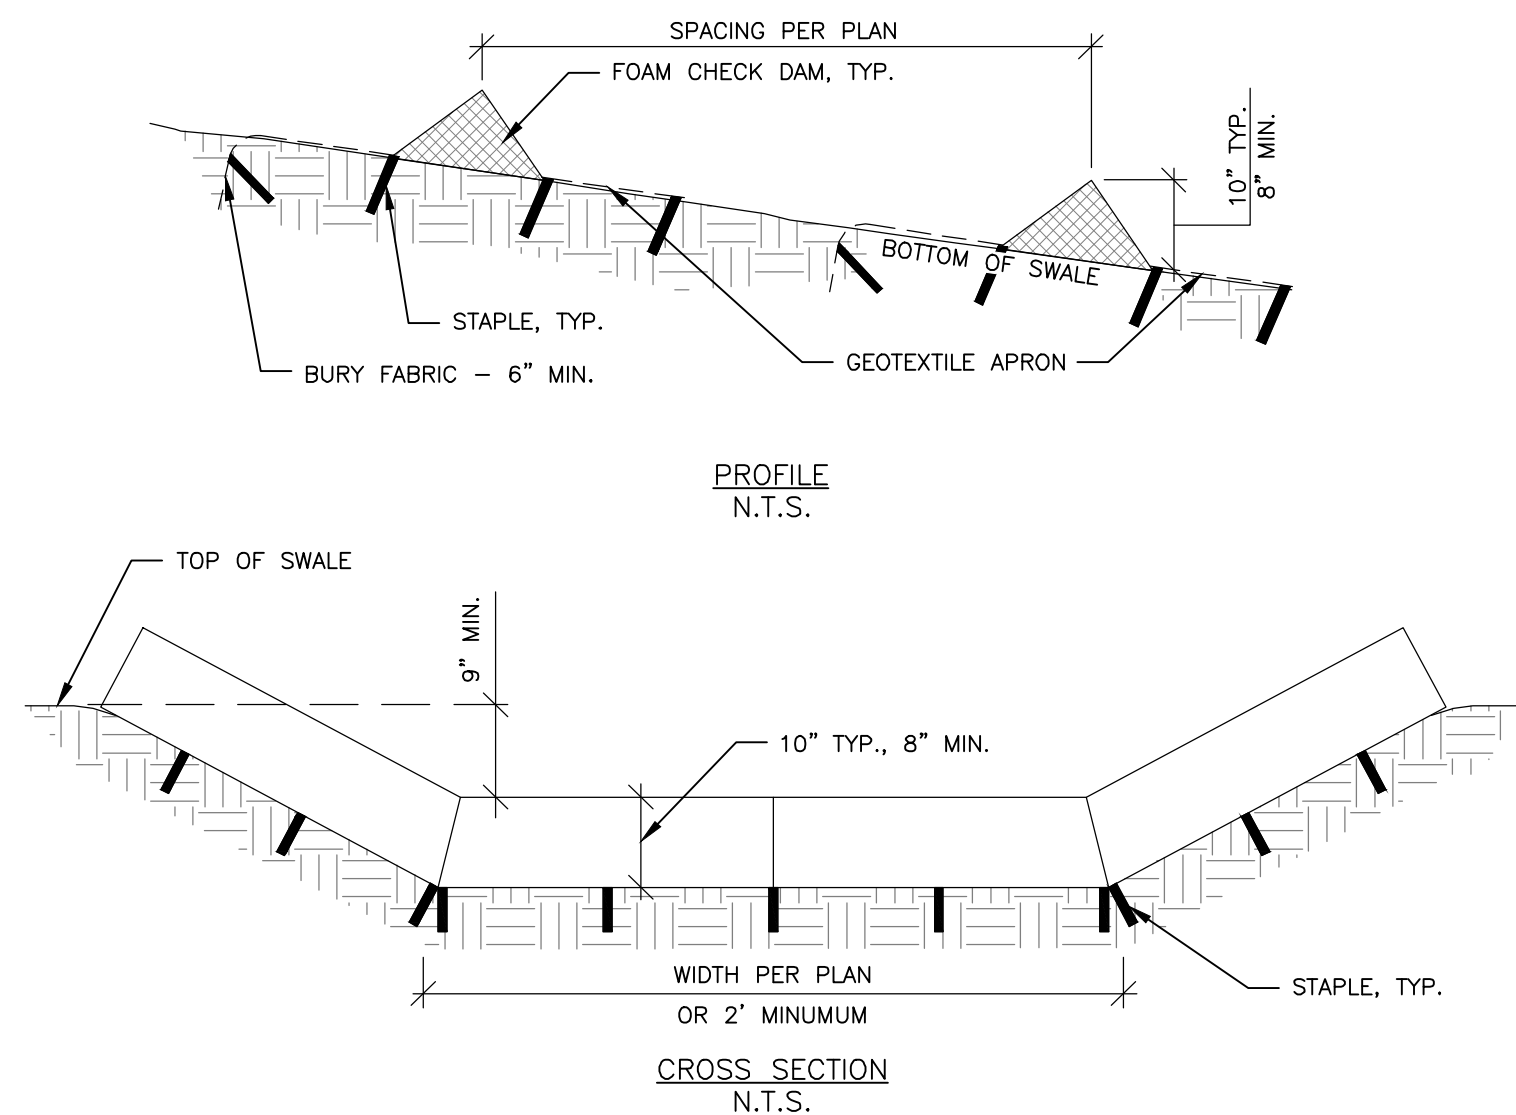 SPACING PER PLAN
FOAM CHECK DAM, TYP.
10" TYP.
8" MIN.
BOTTOM OF SWALE
STAPLE, TYP.
GEOTEXTILE APRON
BURY FABRIC – 6" MIN.
PROFILE
N.T.S.
TOP OF SWALE
9" MIN.
10" TYP., 8" MIN.
WIDTH PER PLAN
OR 2' MINUMUM
STAPLE, TYP.
CROSS SECTION
N.T.S.